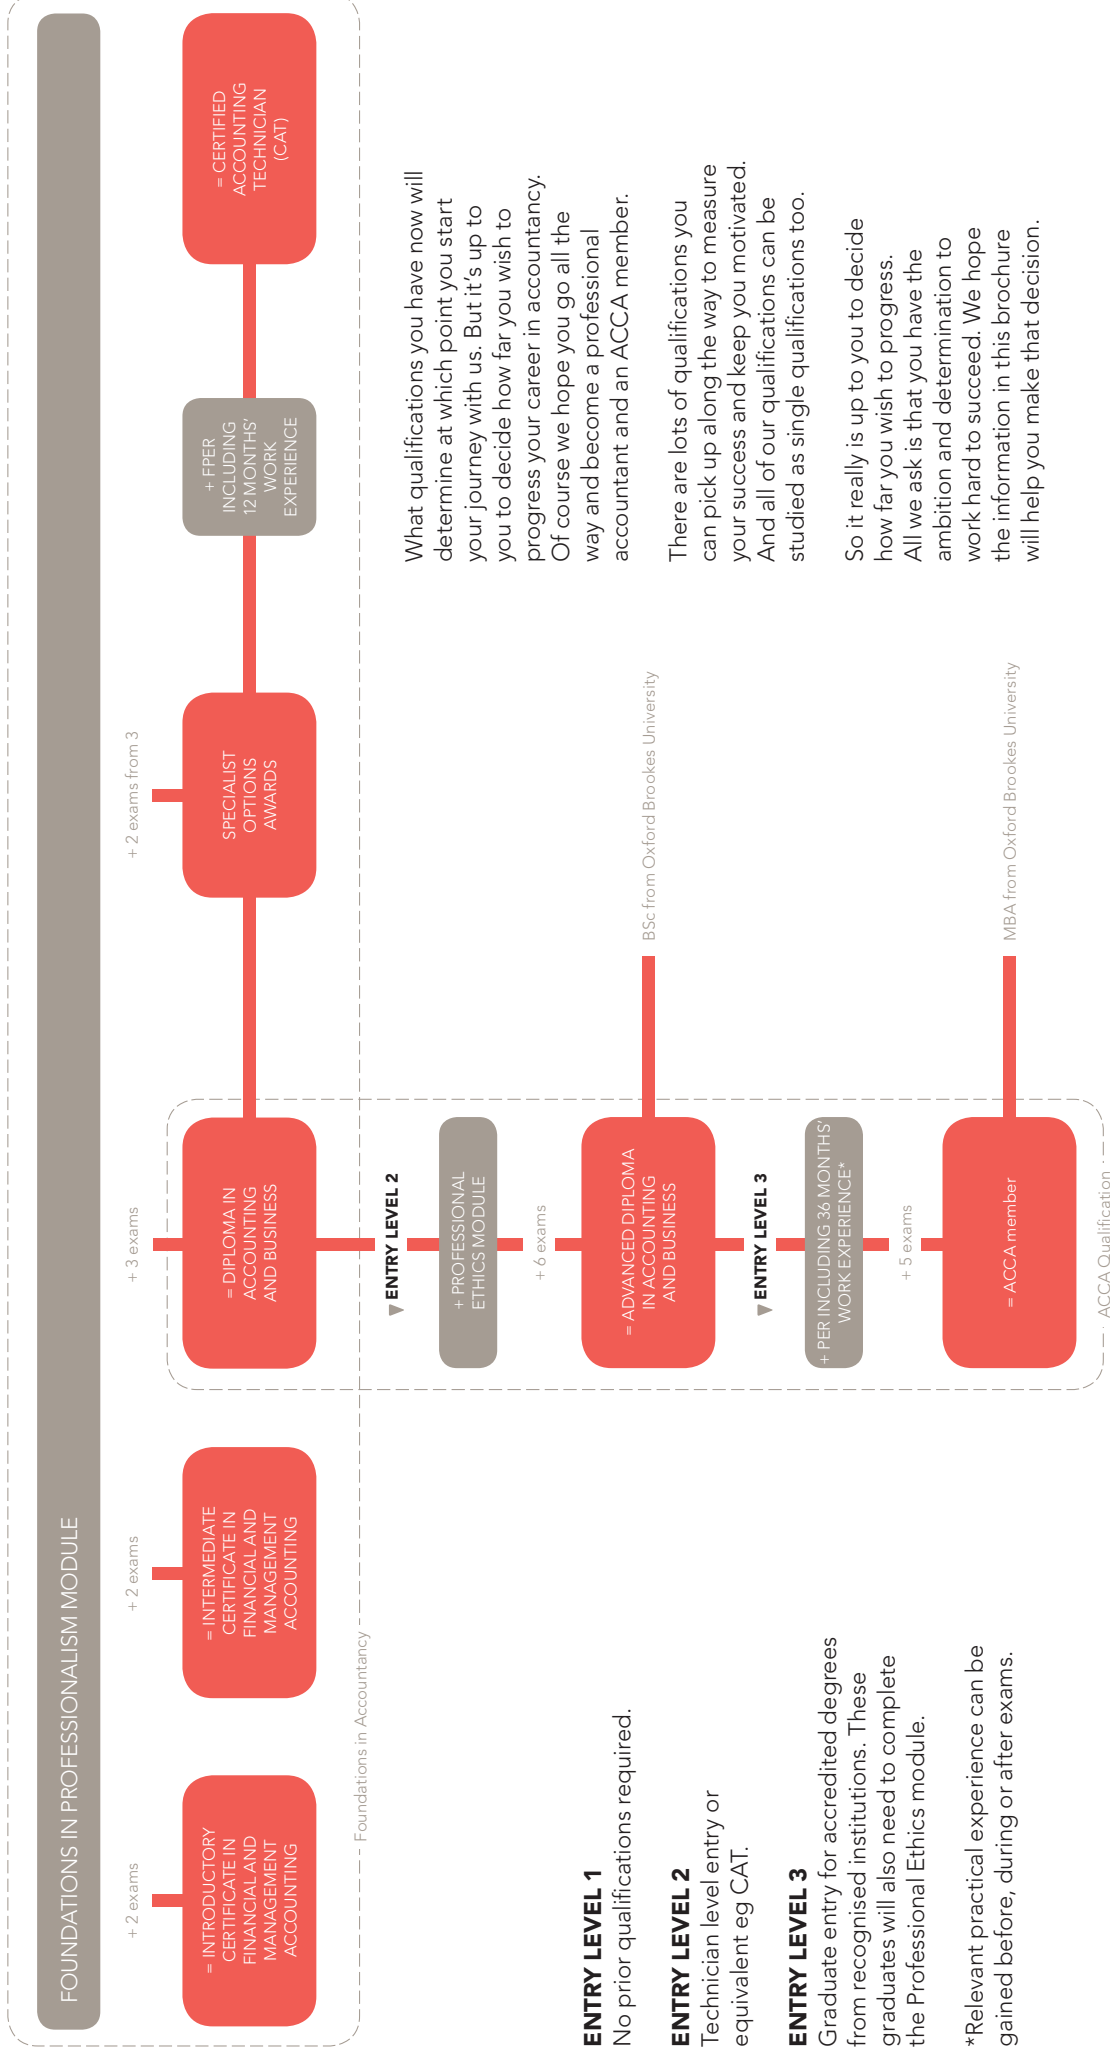 FOUNDATIONS IN PROFESSIONALISM MODULE
+ 2 exams
= INTRODUCTORY
CERTIFICATE IN
FINANCIAL AND
MANAGEMENT
ACCOUNTING
+ 2 exams
= INTERMEDIATE
CERTIFICATE IN
FINANCIAL AND
MANAGEMENT
ACCOUNTING
+ 3 exams
= DIPLOMA IN
ACCOUNTING
AND BUSINESS
+ 2 exams from 3
SPECIALIST
OPTIONS
AWARDS
+ FPER
INCLUDING
12 MONTHS’
WORK
EXPERIENCE
= CERTIFIED
ACCOUNTING
TECHNICIAN
(CAT)
Foundations in Accountancy
ENTRY LEVEL 2
+ PROFESSIONAL
ETHICS MODULE
+ 6 exams
= ADVANCED DIPLOMA
IN ACCOUNTING
AND BUSINESS
BSc from Oxford Brookes University
ENTRY LEVEL 3
+ PER INCLUDING 36 MONTHS’
WORK EXPERIENCE*
+ 5 exams
= ACCA member
MBA from Oxford Brookes University
ACCA Qualification
ENTRY LEVEL 1
No prior qualifications required.
ENTRY LEVEL 2
Technician level entry or
equivalent eg CAT.
ENTRY LEVEL 3
Graduate entry for accredited degrees
from recognised institutions. These
graduates will also need to complete
the Professional Ethics module.
*Relevant practical experience can be
gained before, during or after exams.
What qualifications you have now will
determine at which point you start
your journey with us. But it’s up to
you to decide how far you wish to
progress your career in accountancy.
Of course we hope you go all the
way and become a professional
accountant and an ACCA member.
There are lots of qualifications you
can pick up along the way to measure
your success and keep you motivated.
And all of our qualifications can be
studied as single qualifications too.
So it really is up to you to decide
how far you wish to progress.
All we ask is that you have the
ambition and determination to
work hard to succeed. We hope
the information in this brochure
will help you make that decision.